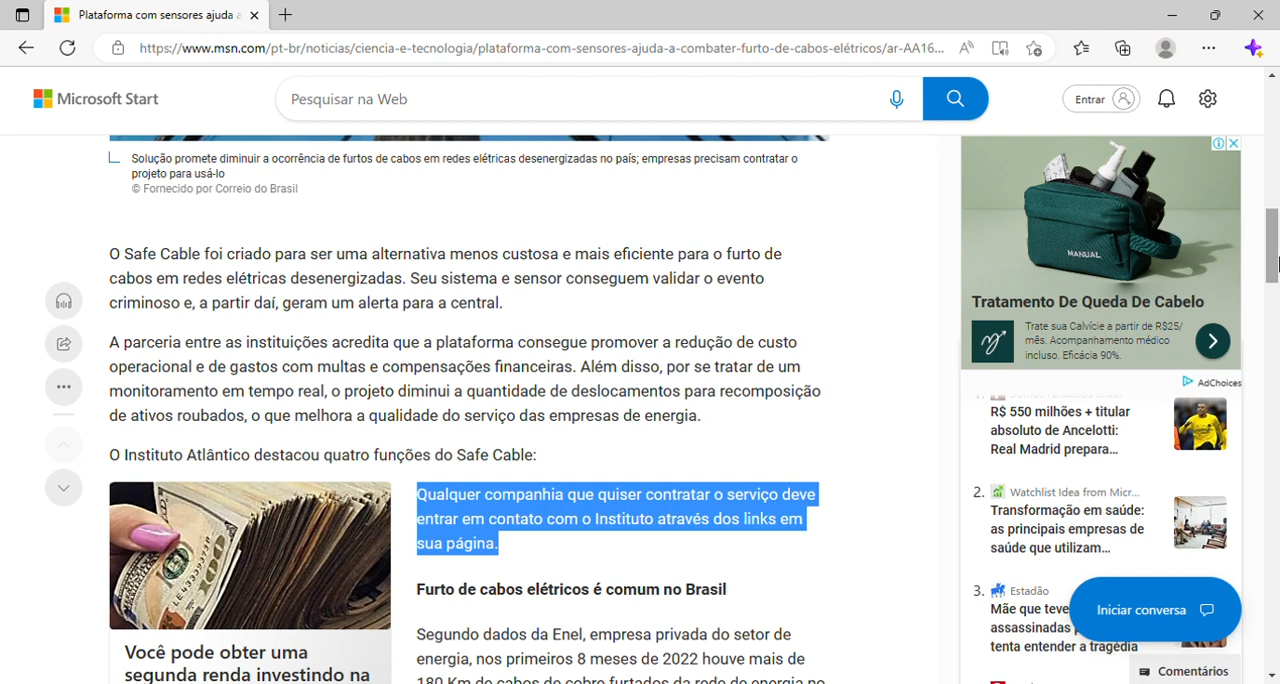 Plataforma com sensores ajuda a
https://www.msn.com/pt-br/noticias/ciencia-e-tecnologia/plataforma-com-sensores-ajuda-a-combater-furto-de-cabos-elétricos/ar-AA16...
Microsoft Start
Pesquisar na Web
Entrar
Solução promete diminuir a ocorrência de furtos de cabos em redes elétricas desenergizadas no país; empresas precisam contratar o
projeto para usá-lo
© Fornecido por Correio do Brasil
O Safe Cable foi criado para ser uma alternativa menos custosa e mais eficiente para o furto de
cabos em redes elétricas desenergizadas. Seu sistema e sensor conseguem validar o evento
criminoso e, a partir daí, geram um alerta para a central.
A parceria entre as instituições acredita que a plataforma consegue promover a redução de custo
operacional e de gastos com multas e compensações financeiras. Além disso, por se tratar de um
monitoramento em tempo real, o projeto diminui a quantidade de deslocamentos para recomposição
de ativos roubados, o que melhora a qualidade do serviço das empresas de energia.
O Instituto Atlântico destacou quatro funções do Safe Cable:
Qualquer companhia que quiser contratar o serviço deve
entrar em contato com o Instituto através dos links em
sua página.
Furto de cabos elétricos é comum no Brasil
Segundo dados da Enel, empresa privada do setor de
energia, nos primeiros 8 meses de 2022 houve mais de
180 Km de cabos de cobre furtados da rede de energia no
Você pode obter uma
segunda renda investindo na
MANUAL
Tratamento De Queda De Cabelo
Trate sua Calvície a partir de R$25/
mês. Acompanhamento médico
incluso. Eficácia 90%.
AdChoices
R$ 550 milhões + titular
absoluto de Ancelotti:
Real Madrid prepara...
2. Watchlist Idea from Micr...
Transformação em saúde:
as principais empresas de
saúde que utilizam...
3. Estadão
Mãe que teve
assassinadas
tenta entender a tragédia
Iniciar conversa
Comentários